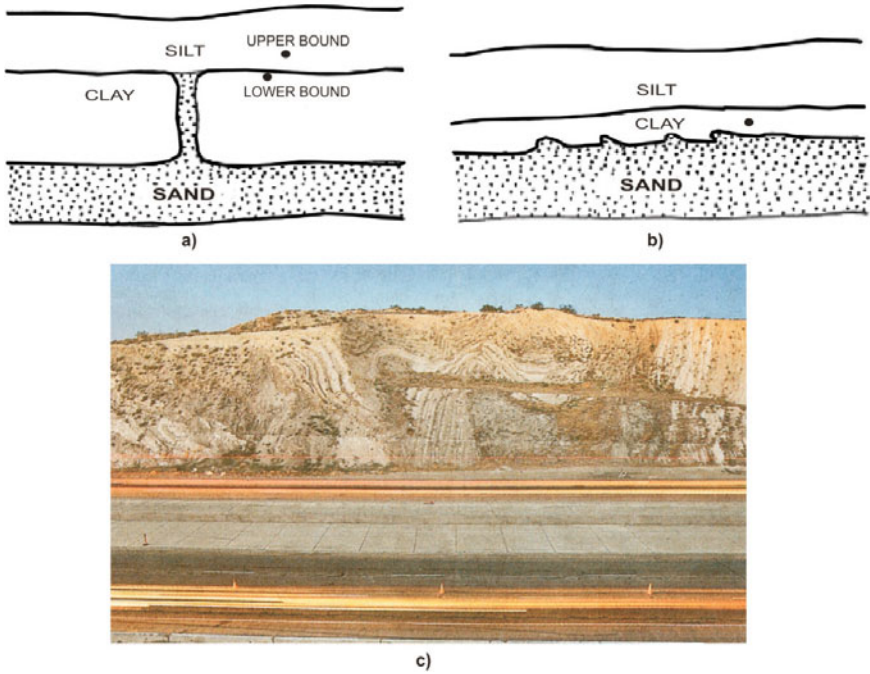 SILT
UPPER BOUND
CLAY
LOWER BOUND
SAND
a)
SILT
CLAY
SAND
b)
c)